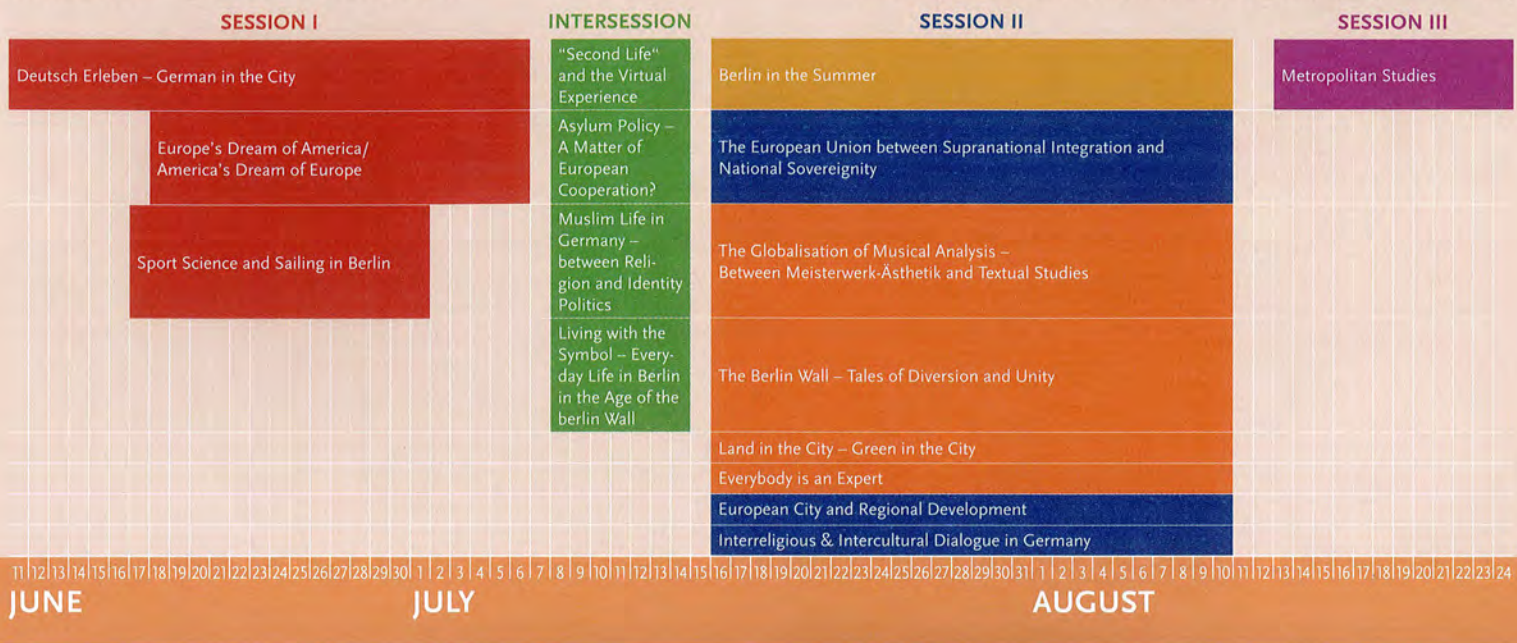 SESSION I
INTERSESSION
SESSION II
SESSION III
Deutsch Erleben – German in the City
"Second Life"
and the Virtual
Experience
Berlin in the Summer
Metropolitan Studies
Europe's Dream of America/
America's Dream of Europe
Asylum Policy –
A Matter of
European
Cooperation?
The European Union between Supranational Integration and
National Sovereignity
Sport Science and Sailing in Berlin
Muslim Life in
Germany –
between Reli-
gion and Identity
Politics
The Globalisation of Musical Analysis –
Between Meisterwerk-Ästhetik and Textual Studies
Living with the
Symbol – Every-
day Life in Berlin
in the Age of the
berlin Wall
The Berlin Wall – Tales of Diversion and Unity
Land in the City – Green in the City
Everybody is an Expert
European City and Regional Development
Interreligious & Intercultural Dialogue in Germany
11 12 13 14 15 16 17 18 19 20 21 22 23 24 25 26 27 28 29 30 1 2 3 4 5 6 7 8 9 10 11 12 13 14 15 16 17 18 19 20 21 22 23 24 25 26 27 28 29 30 31 1 2 3 4 5 6 7 8 9 10 11 12 13 14 15 16 17 18 19 20 21 22 23 24
JUNE JULY AUGUST